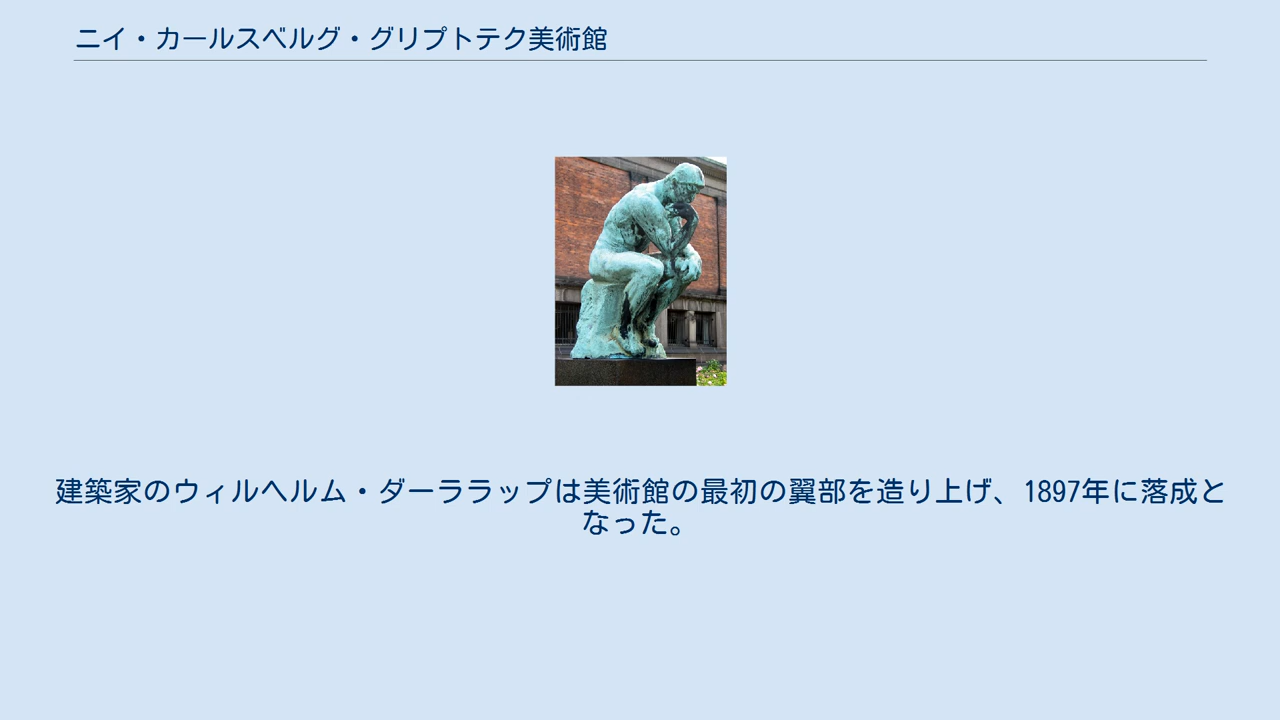 ニイ・カールスベルグ・グリプトテク美術館
建築家のウィルヘルム・ダーララップは美術館の最初の翼部を造り上げ、1897年に落成と
なった。